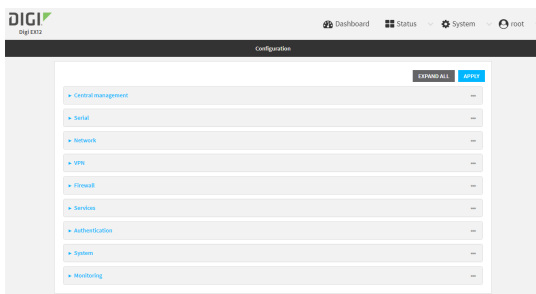 DIGI
Digi EX12
Dashboard Status System root
Configuration
EXPAND ALL APPLY
Central management
Serial
Network
VPN
Firewall
Services
Authentication
System
Monitoring